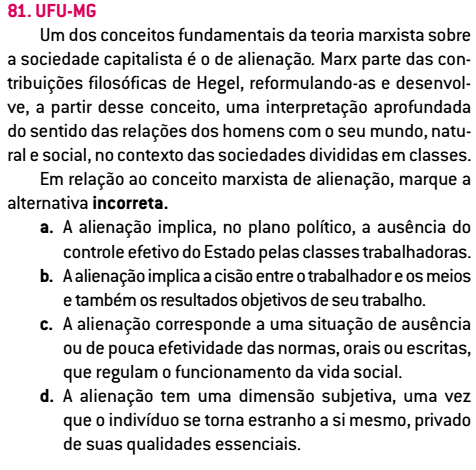 81. UFU-MG
Um dos conceitos fundamentais da teoria marxista sobre
a sociedade capitalista é o de alienação. Marx parte das con-
tribuições filosóficas de Hegel, reformulando-as e desenvol-
ve, a partir desse conceito, uma interpretação aprofundada
do sentido das relações dos homens com o seu mundo, natu-
ral e social, no contexto das sociedades divididas em classes.
Em relação ao conceito marxista de alienação, marque a
alternativa incorreta.
a. A alienação implica, no plano político, a ausência do
controle efetivo do Estado pelas classes trabalhadoras.
b. A alienação implica a cisão entre o trabalhador e os meios
e também os resultados objetivos de seu trabalho.
c. A alienação corresponde a uma situação de ausência
ou de pouca efetividade das normas, orais ou escritas,
que regulam o funcionamento da vida social.
d. A alienação tem uma dimensão subjetiva, uma vez
que o indivíduo se torna estranho a si mesmo, privado
de suas qualidades essenciais.